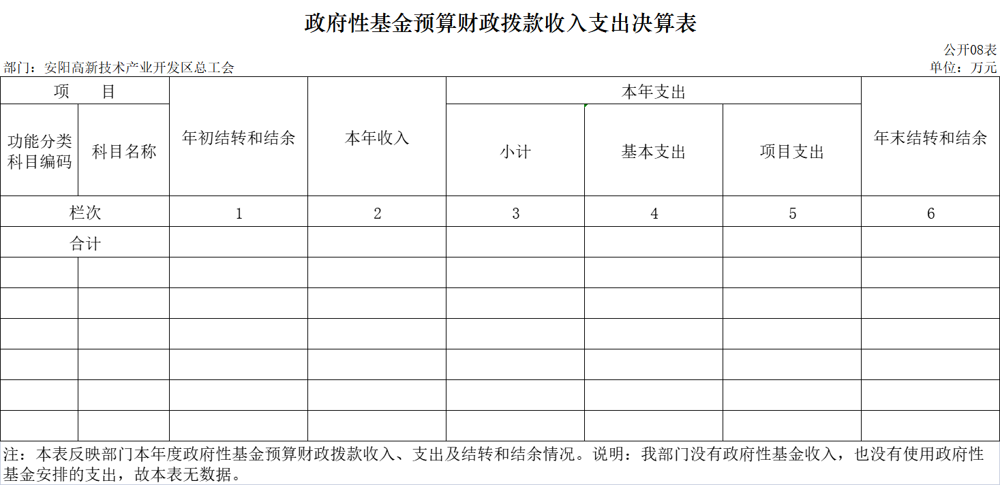 政府性基金预算财政拨款收入支出决算表
公开08表
部门：安阳高新技术产业开发区总工会 单位：万元
项 目 年初结转和结余 本年收入 本年支出 年末结转和结余
功能分类
科目编码 科目名称 小计 基本支出 项目支出
栏次 1 2 3 4 5 6
合计
注：本表反映部门本年度政府性基金预算财政拨款收入、支出及结转和结余情况。说明：我部门没有政府性基金收入，也没有使用政府性
基金安排的支出，故本表无数据。